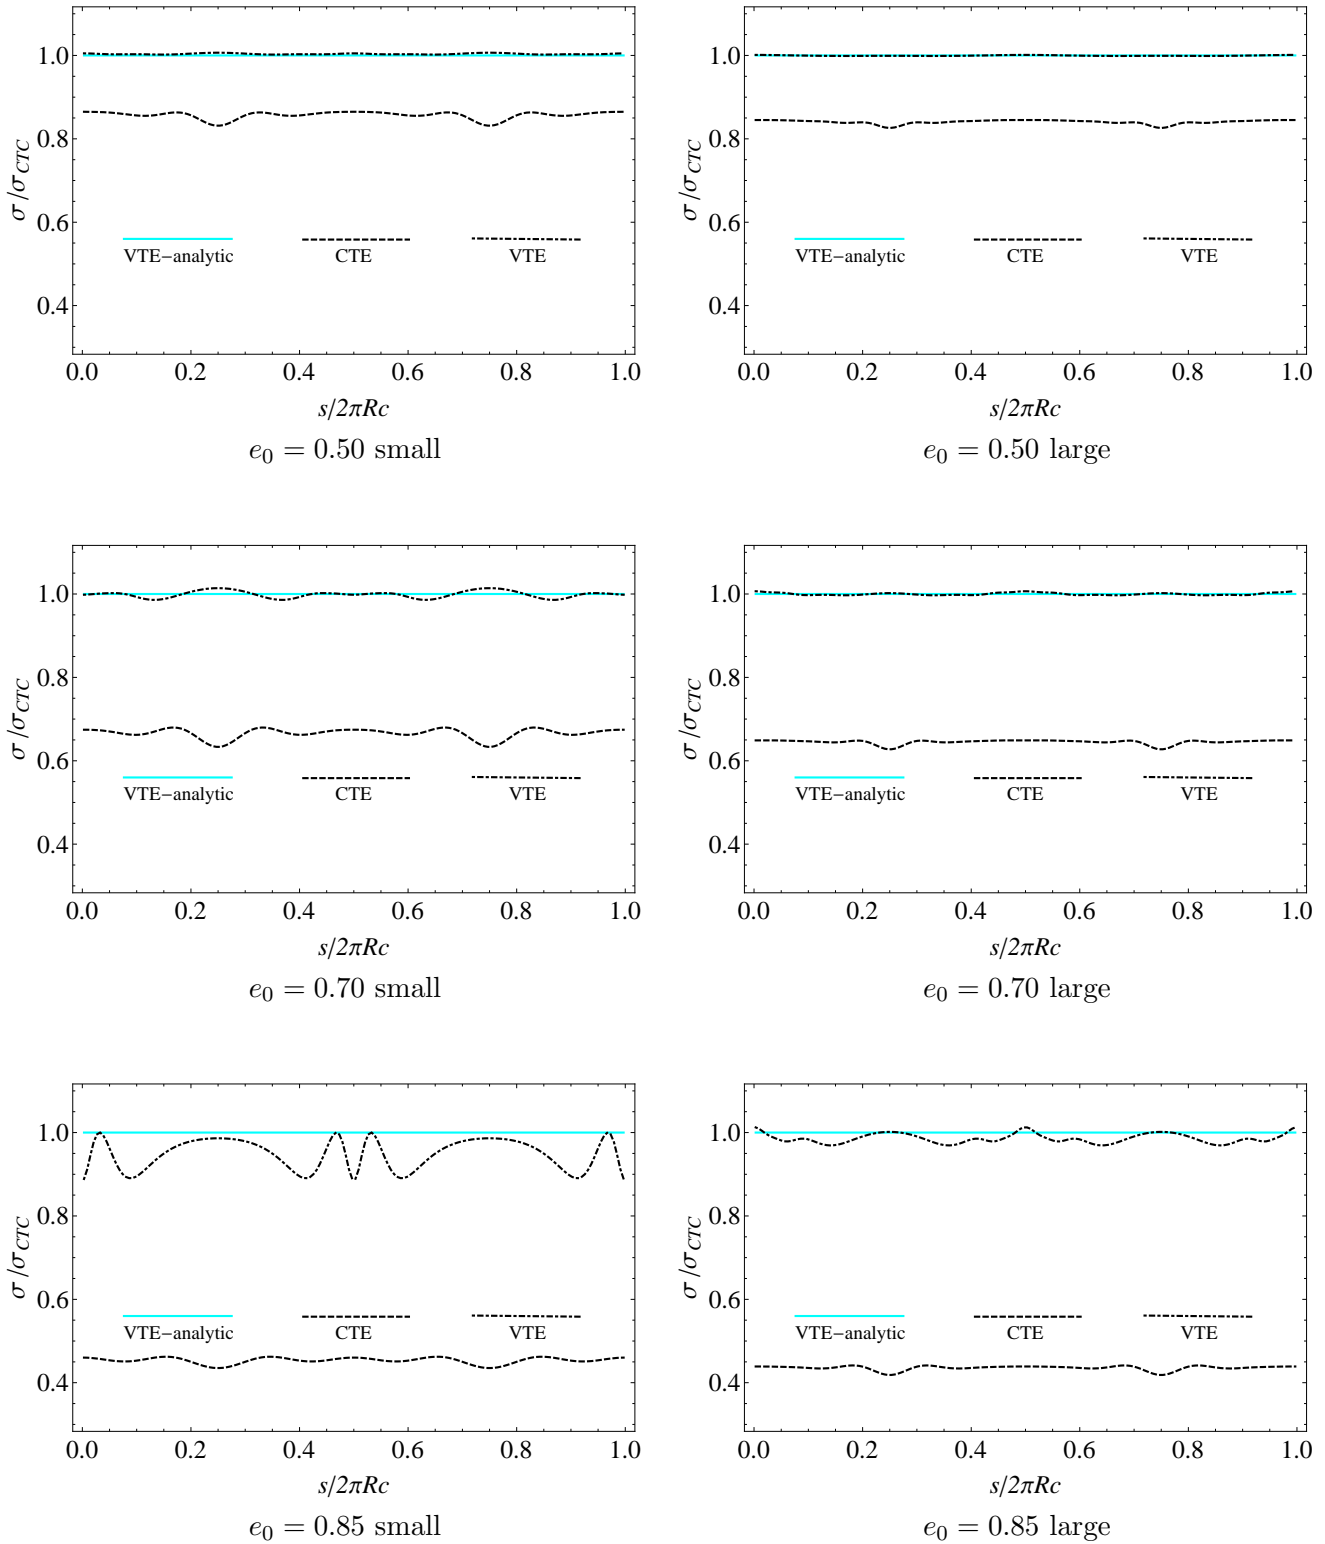 1.0
0.8
0.6
0.4
σ/σCTC
VTE−analytic CTE VTE
0.0 0.2 0.4 0.6 0.8 1.0
s/2πRc
e0 = 0.50 small
1.0
0.8
0.6
0.4
σ/σCTC
VTE−analytic CTE VTE
0.0 0.2 0.4 0.6 0.8 1.0
s/2πRc
e0 = 0.50 large
1.0
0.8
0.6
0.4
σ/σCTC
VTE−analytic CTE VTE
0.0 0.2 0.4 0.6 0.8 1.0
s/2πRc
e0 = 0.70 small
1.0
0.8
0.6
0.4
σ/σCTC
VTE−analytic CTE VTE
0.0 0.2 0.4 0.6 0.8 1.0
s/2πRc
e0 = 0.70 large
1.0
0.8
0.6
0.4
σ/σCTC
VTE−analytic CTE VTE
0.0 0.2 0.4 0.6 0.8 1.0
s/2πRc
e0 = 0.85 small
1.0
0.8
0.6
0.4
σ/σCTC
VTE−analytic CTE VTE
0.0 0.2 0.4 0.6 0.8 1.0
s/2πRc
e0 = 0.85 large